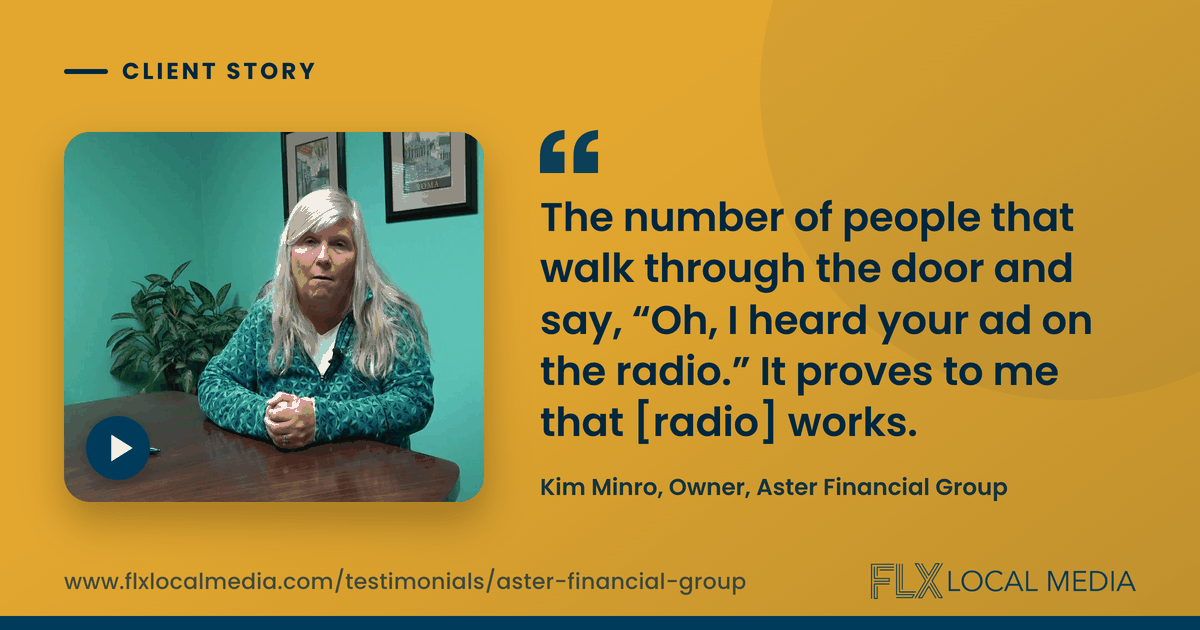 CLIENT STORY
ROMA
“
The number of people that
walk through the door and
say, “Oh, I heard your ad on
the radio.” It proves to me
that [radio] works.
Kim Minro, Owner, Aster Financial Group
www.flxlocalmedia.com/testimonials/aster-financial-group
FLX LOCAL MEDIA